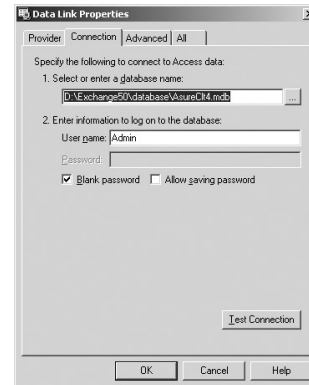 Data Link Properties
Provider Connection Advanced All
Specify the following to connect to Access data:
1. Select or enter a database name:
D:\Exchange50\database\AsureClt4.mdb ...
2. Enter information to log on to the database:
User name: Admin
Password:
Blank password Allow saving password
Test Connection
OK Cancel Help